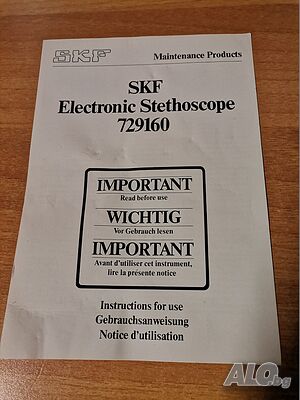 SKF
Maintenance Products
SKF
Electronic Stethoscope
729160
IMPORTANT
Read before use
WICHTIG
Vor Gebrauch lesen
IMPORTANT
Avant d'utiliser cet instrument,
lire la présente notice
Instructions for use
Gebrauchsanweisung
Notice d'utilisation
ALO.bg